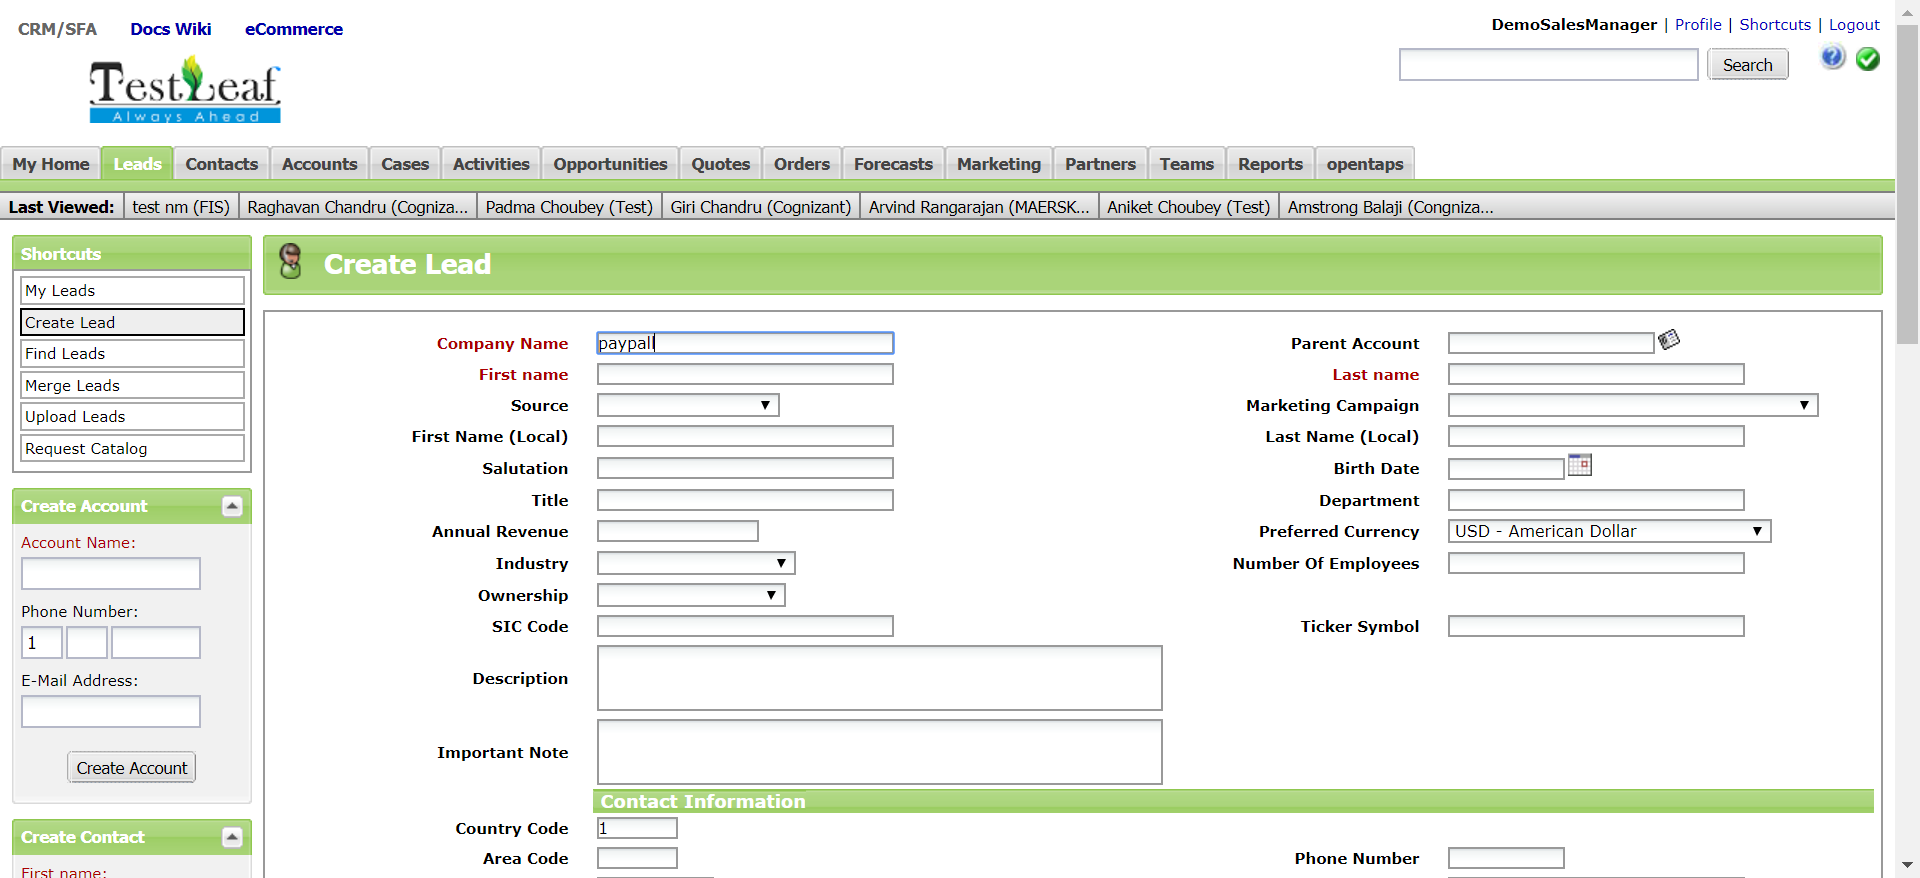 CRM/SFA Docs Wiki eCommerce
DemoSalesManager | Profile | Shortcuts | Logout
Search
TestLeaf
Always Ahead
My Home Leads Contacts Accounts Cases Activities Opportunities Quotes Orders Forecasts Marketing Partners Teams Reports opentaps
Last Viewed: test nm (FIS) Raghavan Chandru (Cogniza... Padma Choubey (Test) Giri Chandru (Cognizant) Arvind Rangarajan (MAERSK... Aniket Choubey (Test) Amstrong Balaji (Congniza...
Shortcuts
My Leads
Create Lead
Find Leads
Merge Leads
Upload Leads
Request Catalog
Create Account
Account Name:
Phone Number:
1
E-Mail Address:
Create Account
Create Contact
First name:
Create Lead
Company Name paypall Parent Account
First name Last name
Source Marketing Campaign
First Name (Local) Last Name (Local)
Salutation Birth Date
Title Department
Annual Revenue Preferred Currency USD - American Dollar
Industry Number Of Employees
Ownership
SIC Code Ticker Symbol
Description
Important Note
Contact Information
Country Code 1
Area Code Phone Number